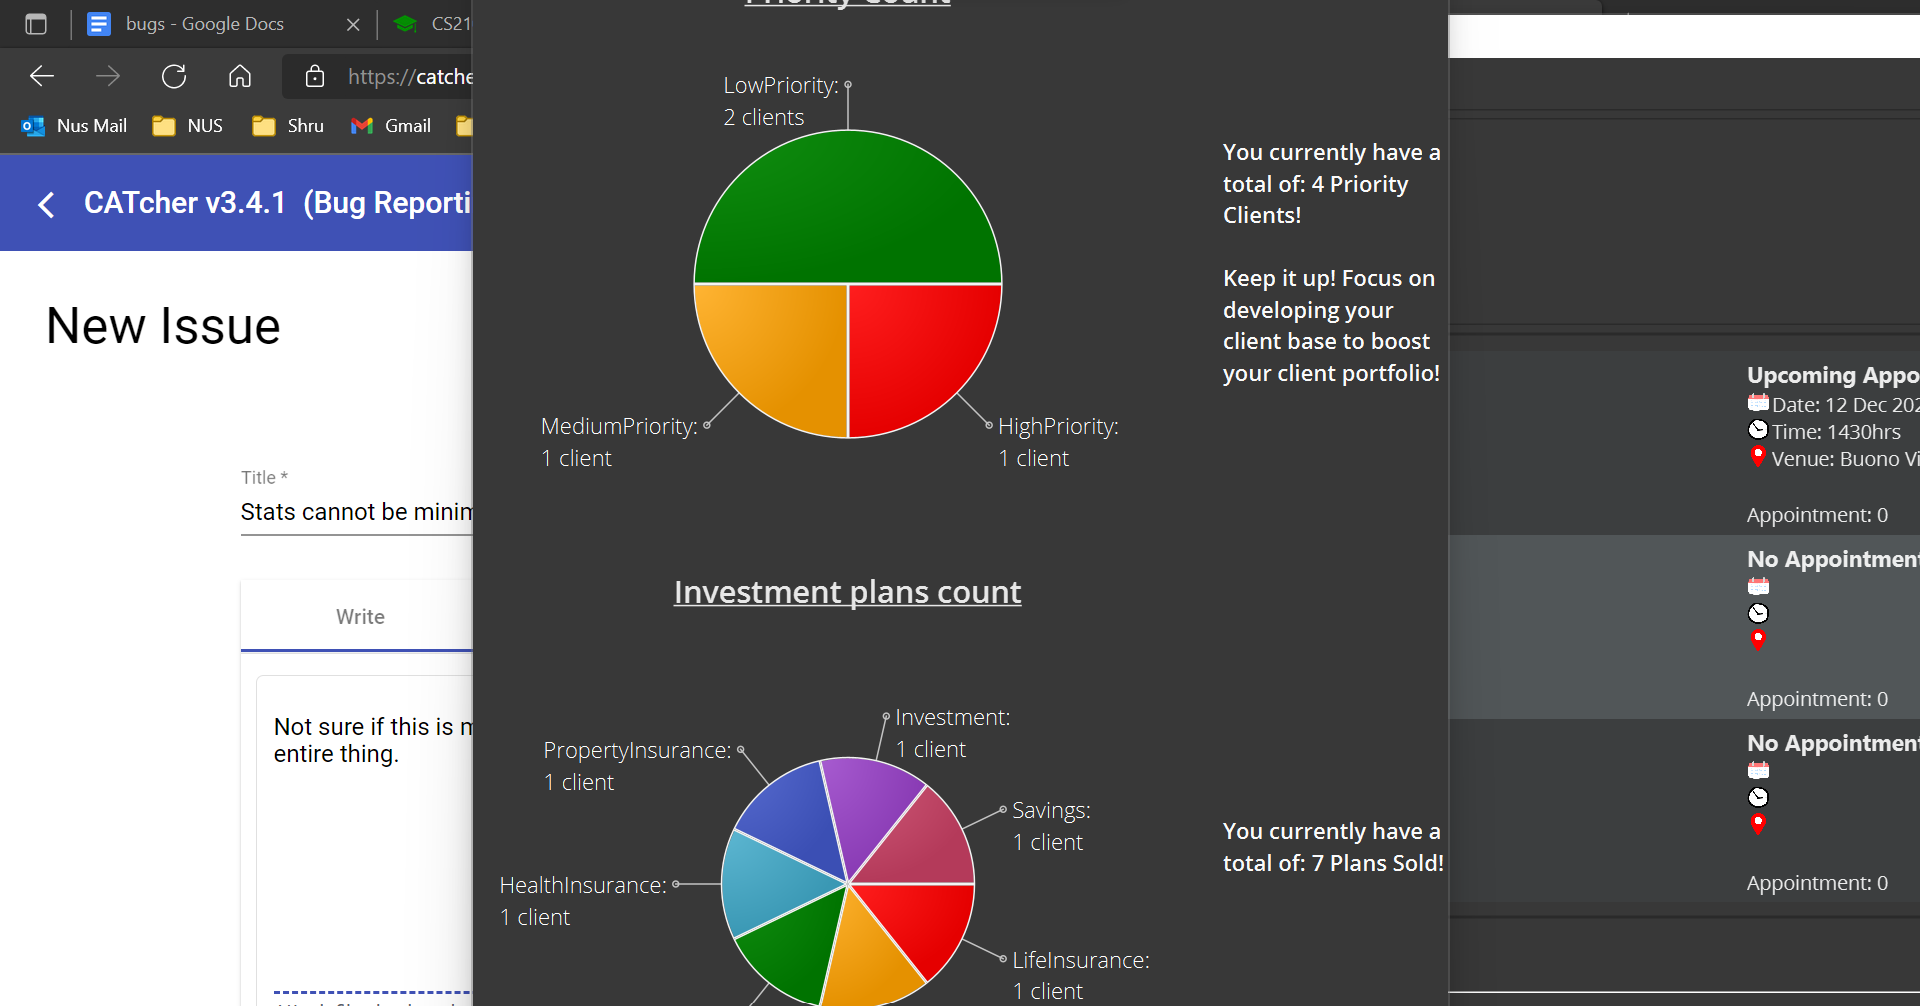 bugs - Google Docs
CS21
https://catche
Nus Mail
NUS
Shru
Gmail
CATcher v3.4.1 (Bug Reporti
New Issue
Title *
Stats cannot be minim
Write
Not sure if this is m
entire thing.
Priority Count
LowPriority:
2 clients
MediumPriority:
1 client
HighPriority:
1 client
You currently have a
total of: 4 Priority
Clients!
Keep it up! Focus on
developing your
client base to boost
your client portfolio!
Investment plans count
Investment:
1 client
PropertyInsurance:
1 client
Savings:
1 client
HealthInsurance:
1 client
LifeInsurance:
1 client
You currently have a
total of: 7 Plans Sold!
Upcoming Appo
Date: 12 Dec 202
Time: 1430hrs
Venue: Buono Vi
Appointment: 0
No Appointment
Appointment: 0
No Appointment
Appointment: 0